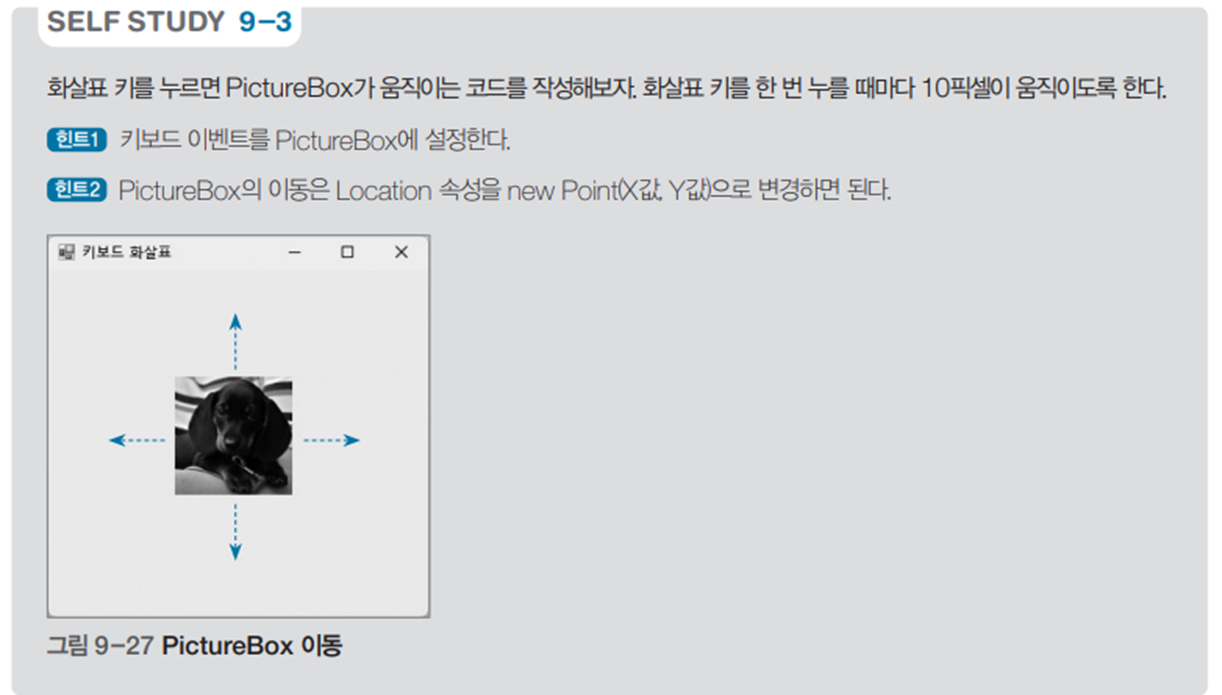 SELF STUDY 9-3
화살표 키를 누르면 PictureBox가 움직이는 코드를 작성해보자. 화살표 키를 한 번 누를 때마다 10픽셀이 움직이도록 한다.
힌트1 키보드 이벤트를 PictureBox에 설정한다.
힌트2 PictureBox의 이동은 Location 속성을 new Point(X값, Y값)으로 변경하면 된다.
키보드 화살표
그림 9-27 PictureBox 이동